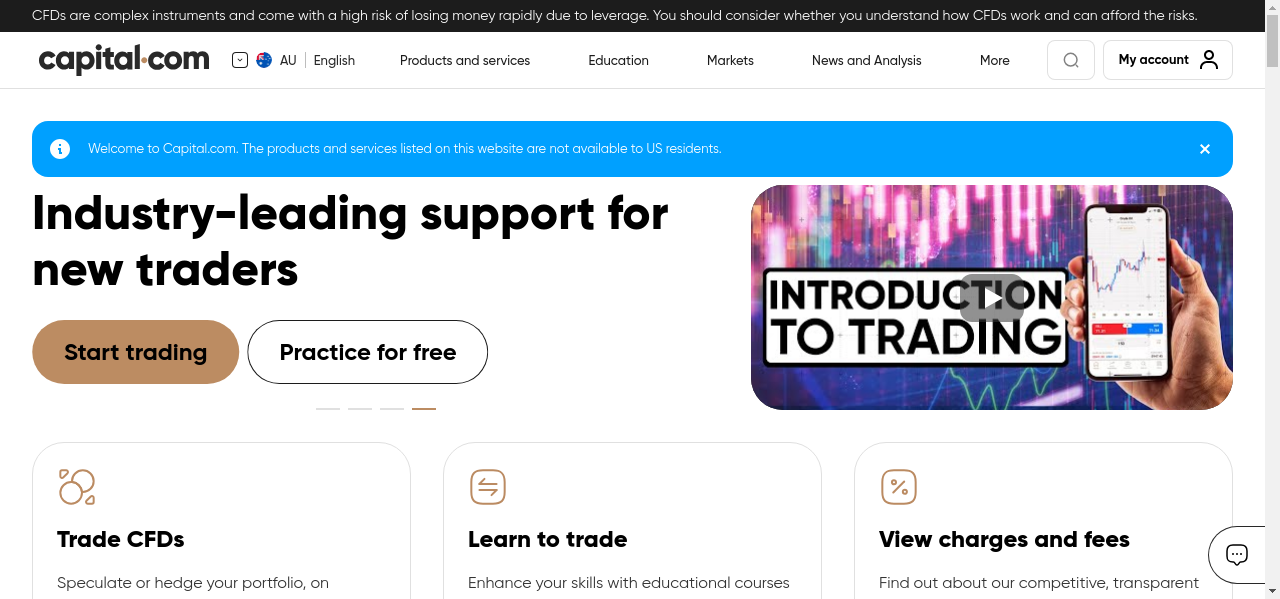 CFDs are complex instruments and come with a high risk of losing money rapidly due to leverage. You should consider whether you understand how CFDs work and can afford the risks.
capital.com
AU
English
Products and services
Education
Markets
News and Analysis
More
My account
Welcome to Capital.com. The products and services listed on this website are not available to US residents.
Industry-leading support for
new traders
Start trading
Practice for free
INTRODUCTION
TO TRADING
Trade CFDs
Speculate or hedge your portfolio, on
Learn to trade
Enhance your skills with educational courses
View charges and fees
Find out about our competitive, transparent